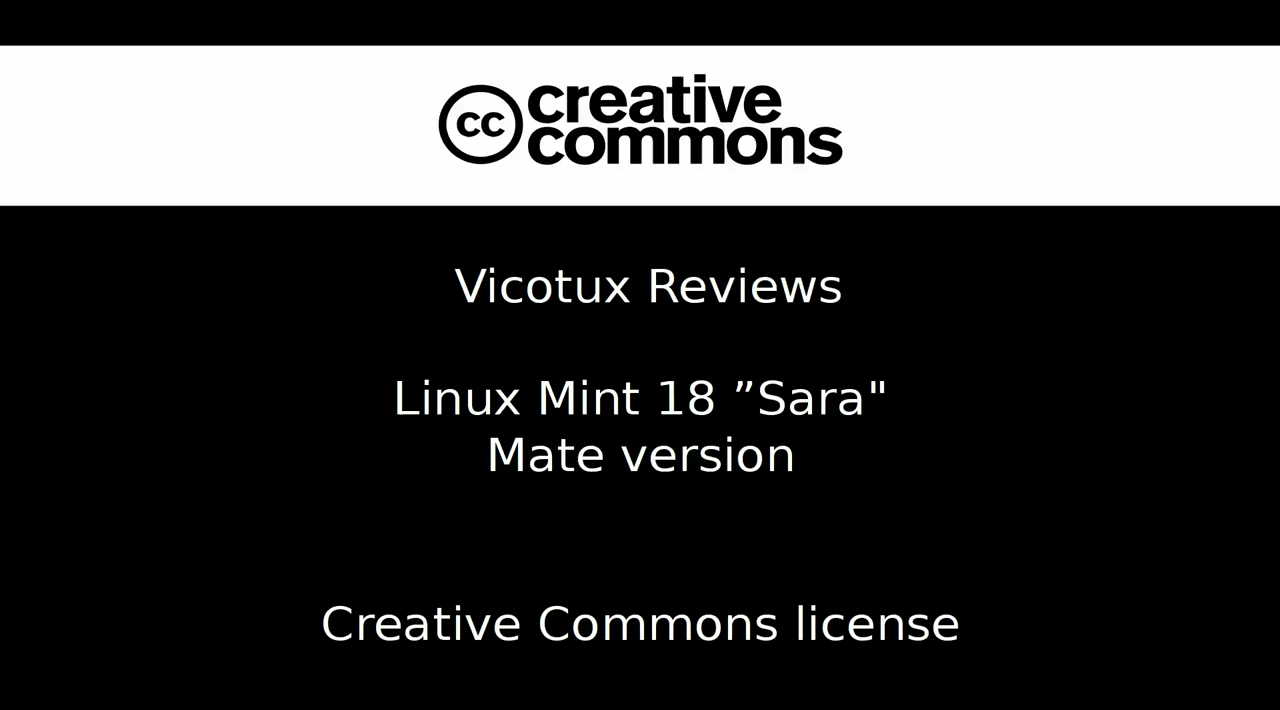 cc creative
commons
Vicotux Reviews
Linux Mint 18 ”Sara"
Mate version
Creative Commons license